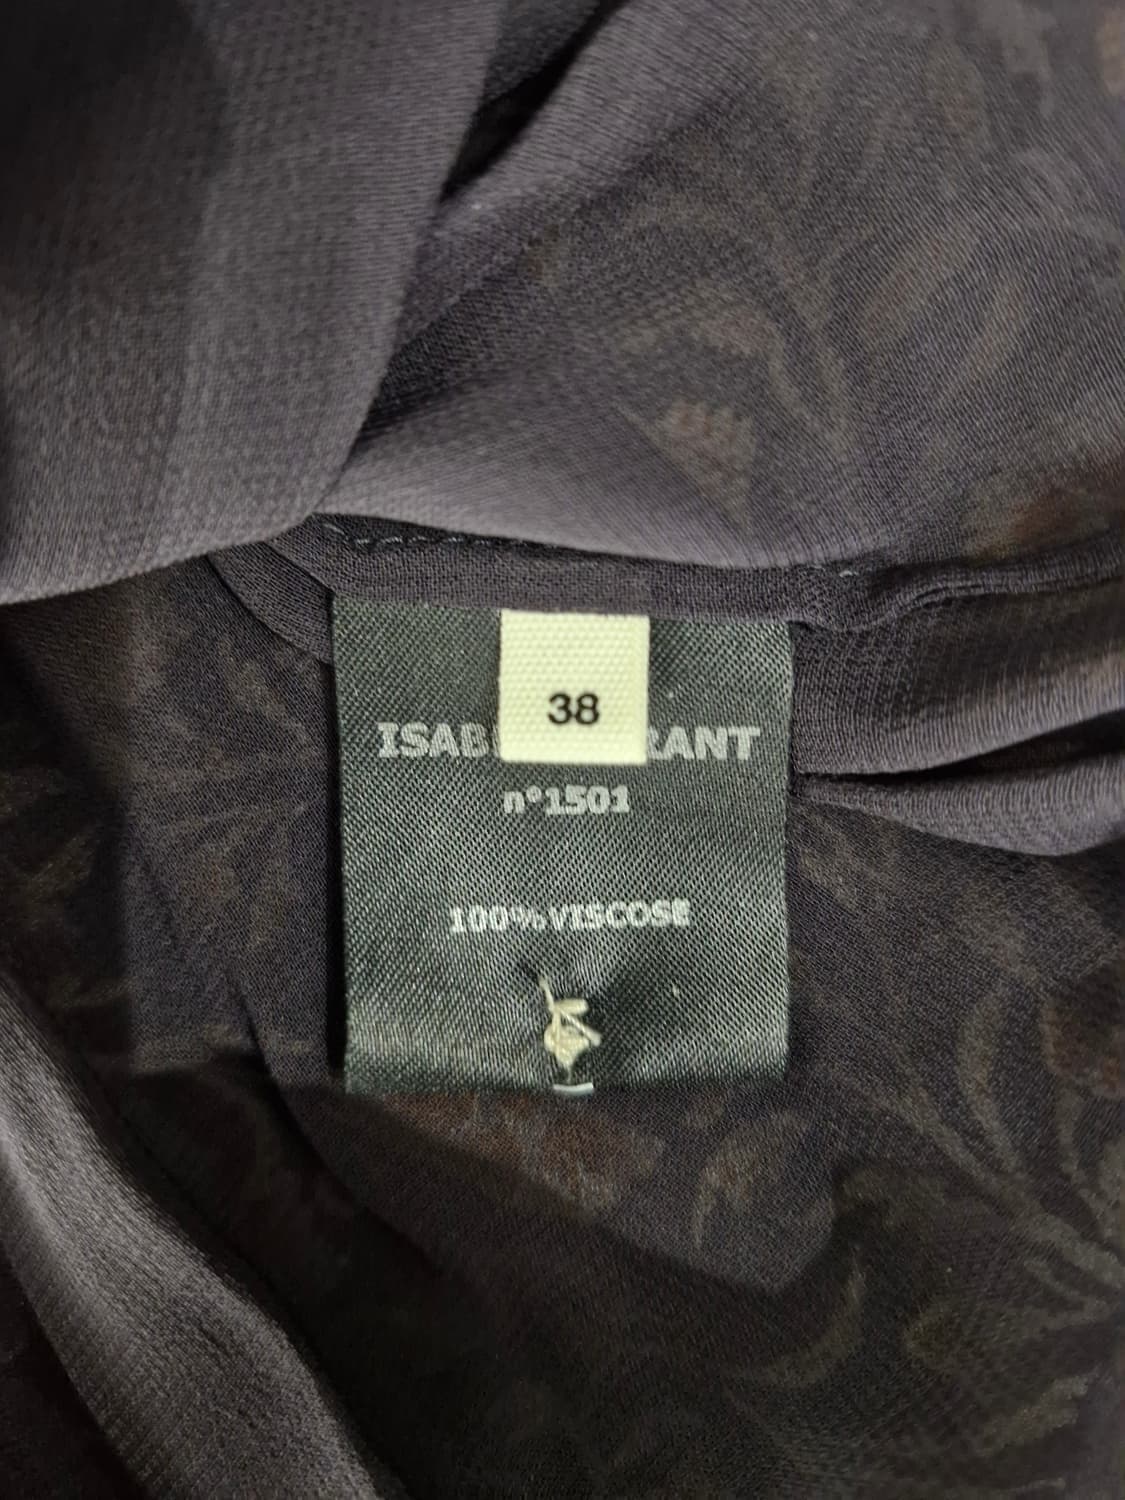 38
ISAB RANT
n°1501
100% VISCOSE